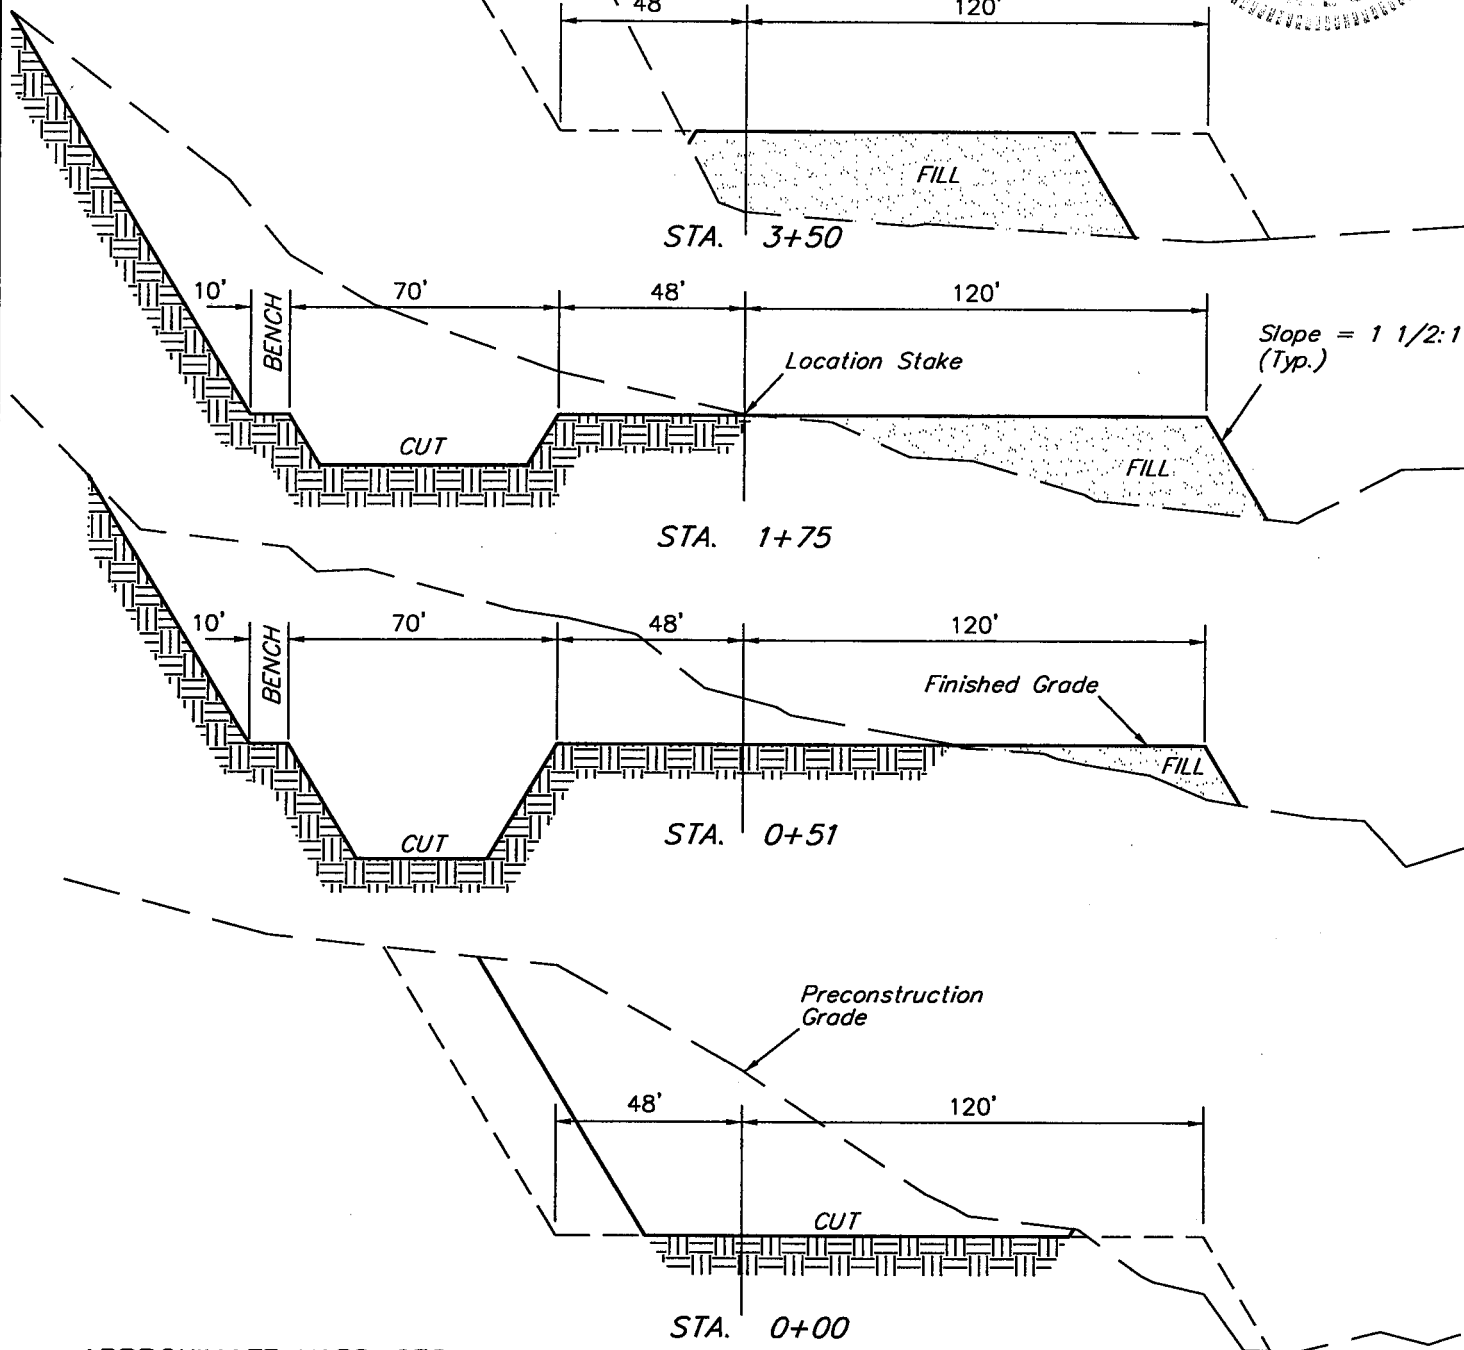 48'
120'
FILL
STA. 3+50
10'
BENCH
70'
48'
120'
Slope = 1 1/2:1
(Typ.)
Location Stake
CUT
FILL
STA. 1+75
10'
BENCH
70'
48'
120'
Finished Grade
FILL
CUT
STA. 0+51
Preconstruction
Grade
48'
120'
CUT
STA. 0+00